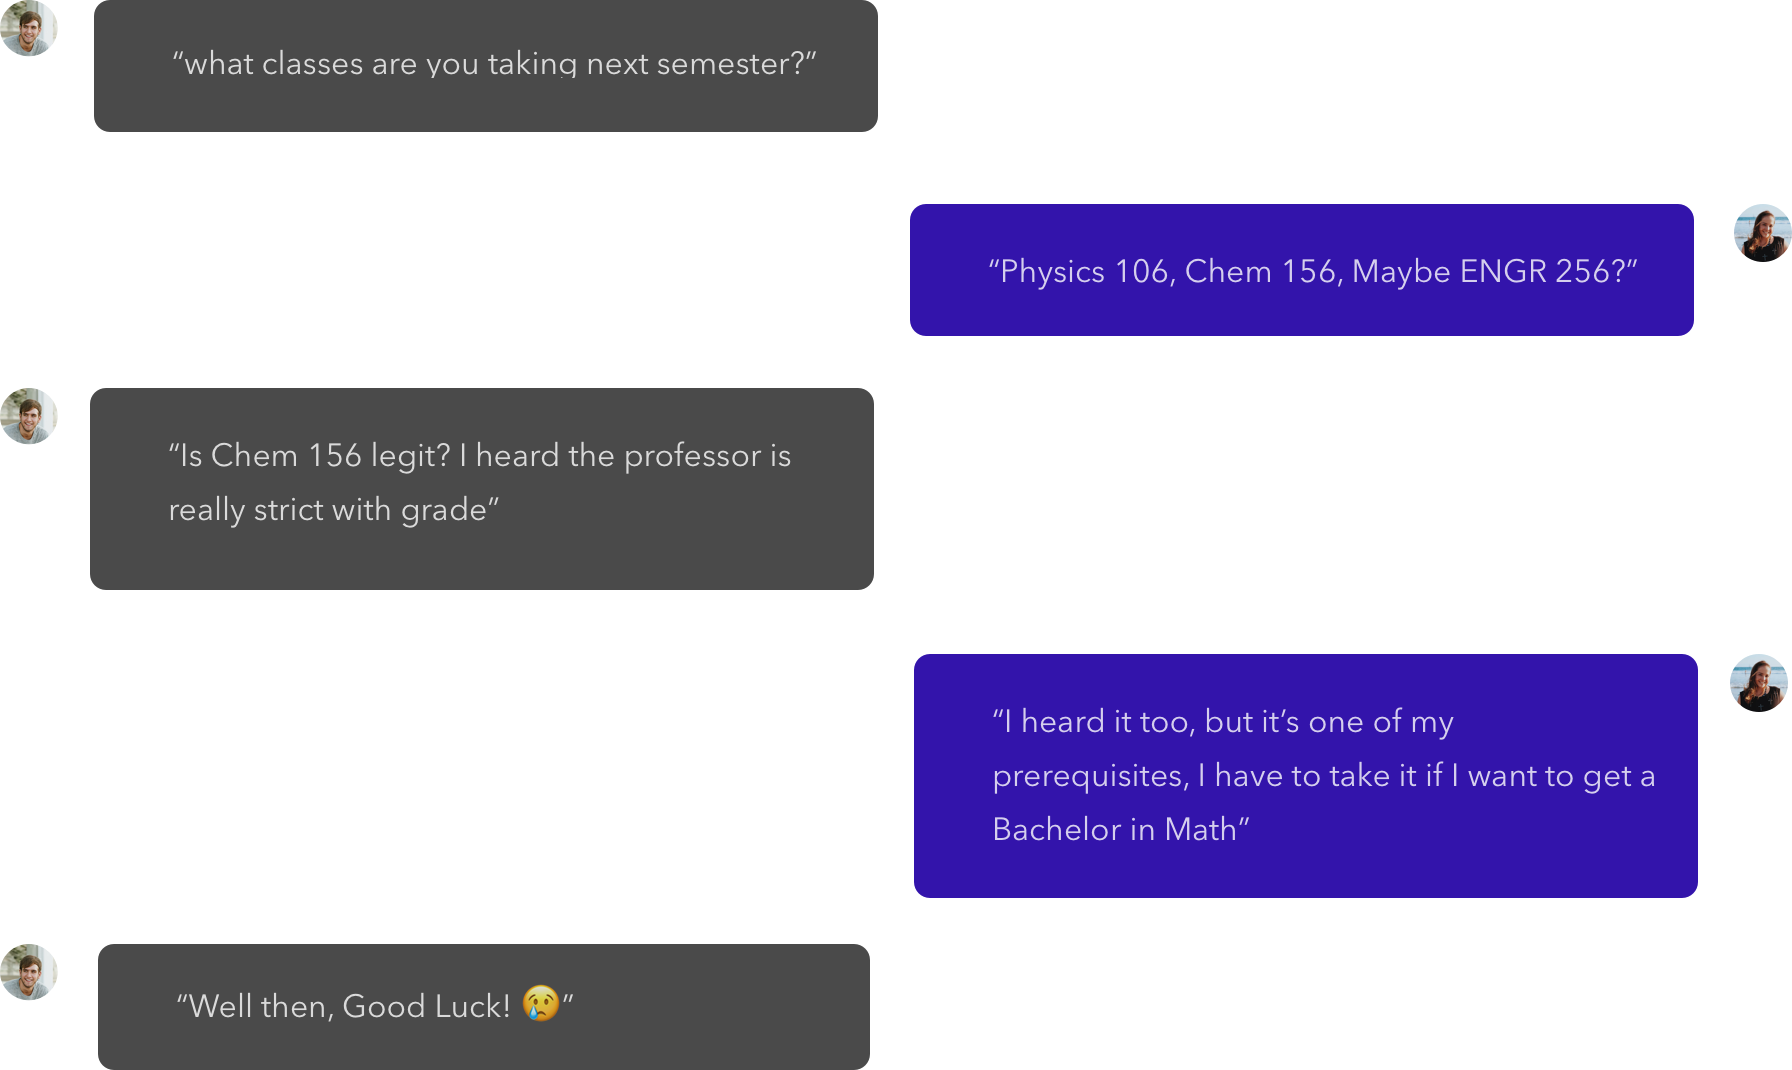 “what classes are you taking next semester?”
“Physics 106, Chem 156, Maybe ENGR 256?”
“Is Chem 156 legit? I heard the professor is
really strict with grade”
“I heard it too, but it’s one of my
prerequisites, I have to take it if I want to get a
Bachelor in Math”
“Well then, Good Luck! 😢”